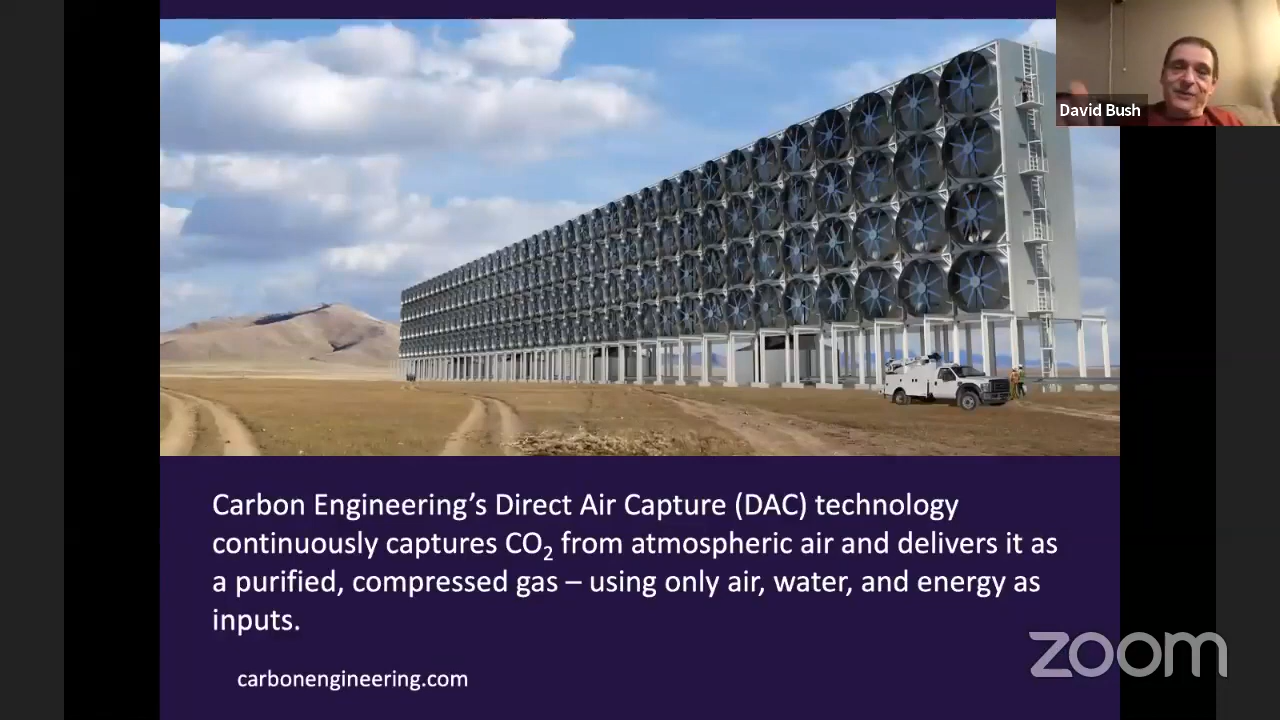 David Bush
Carbon Engineering’s Direct Air Capture (DAC) technology
continuously captures CO₂ from atmospheric air and delivers it as
a purified, compressed gas – using only air, water, and energy as
inputs.
zoom
carbonengineering.com